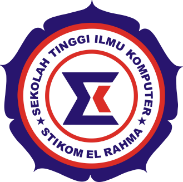 SEKOLAH TINGGI ILMU KOMPUTER
STIKOM EL RAHMA